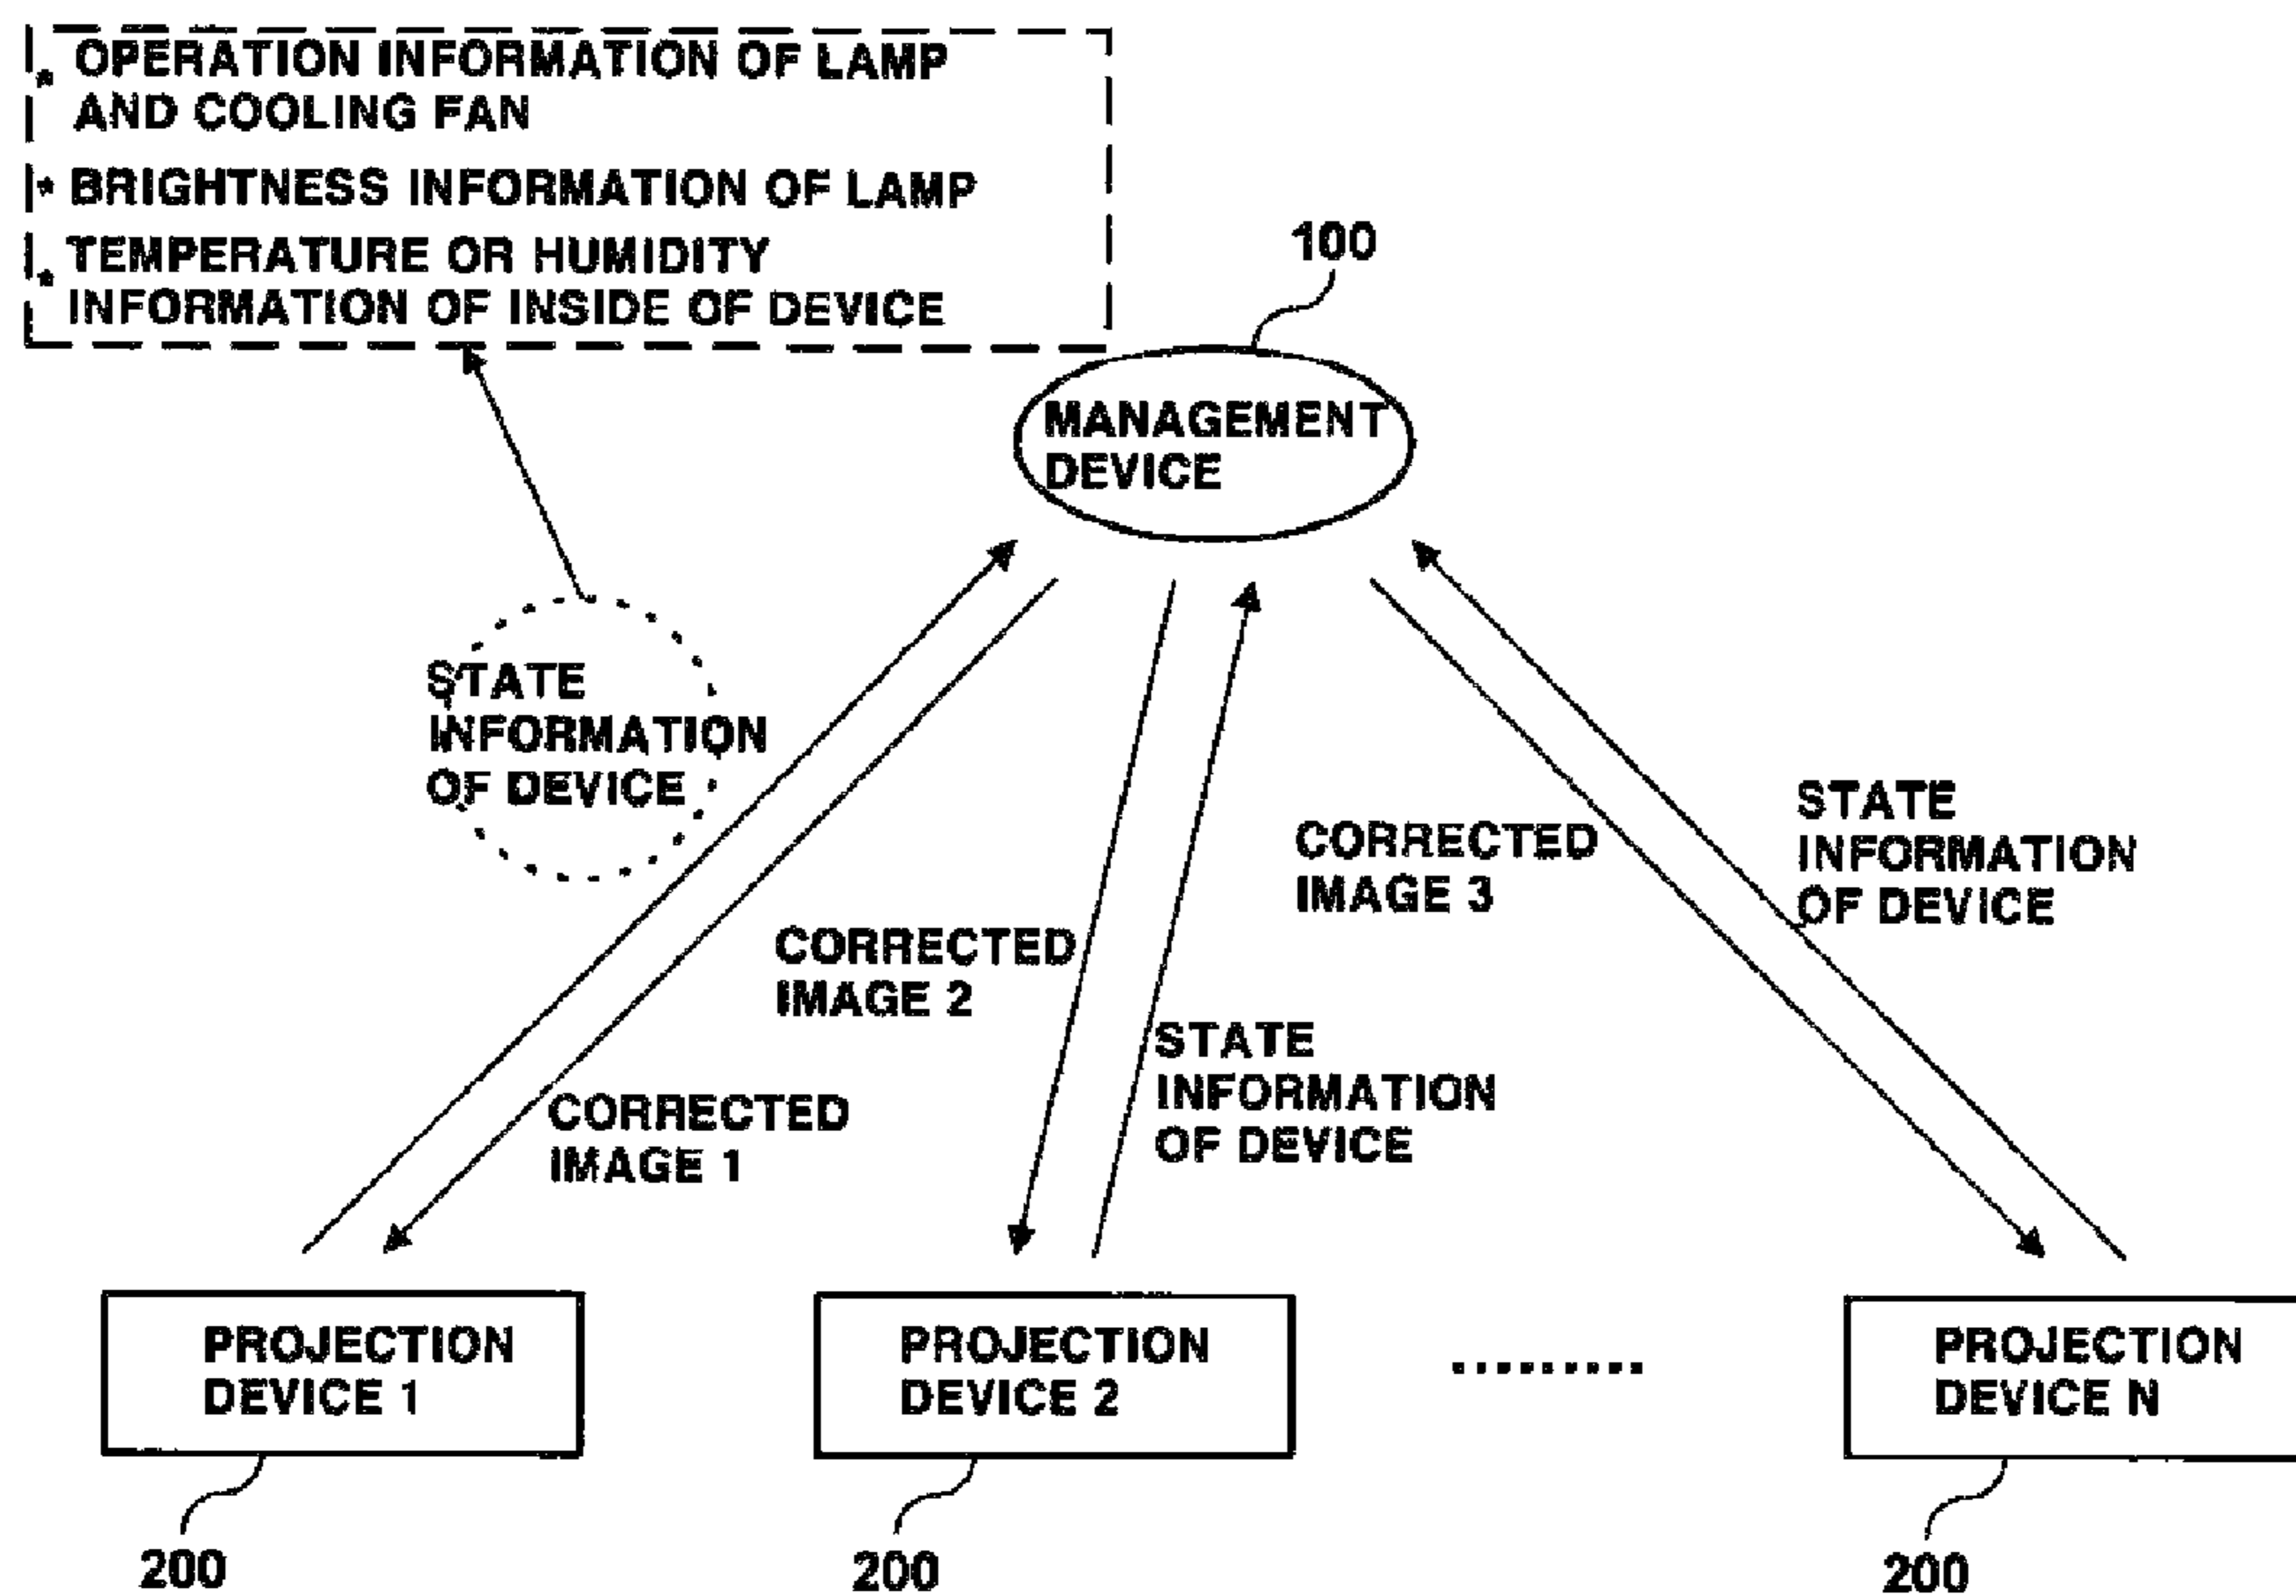 * OPERATION INFORMATION OF LAMP
AND COOLING FAN
* BRIGHTNESS INFORMATION OF LAMP
* TEMPERATURE OR HUMIDITY
INFORMATION OF INSIDE OF DEVICE
100
MANAGEMENT
DEVICE
STATE
INFORMATION
OF DEVICE
CORRECTED
IMAGE 3
STATE
INFORMATION
OF DEVICE
CORRECTED
IMAGE 2
STATE
INFORMATION
OF DEVICE
CORRECTED
IMAGE 1
PROJECTION
DEVICE 1
PROJECTION
DEVICE 2
.........
PROJECTION
DEVICE N
200
200
200